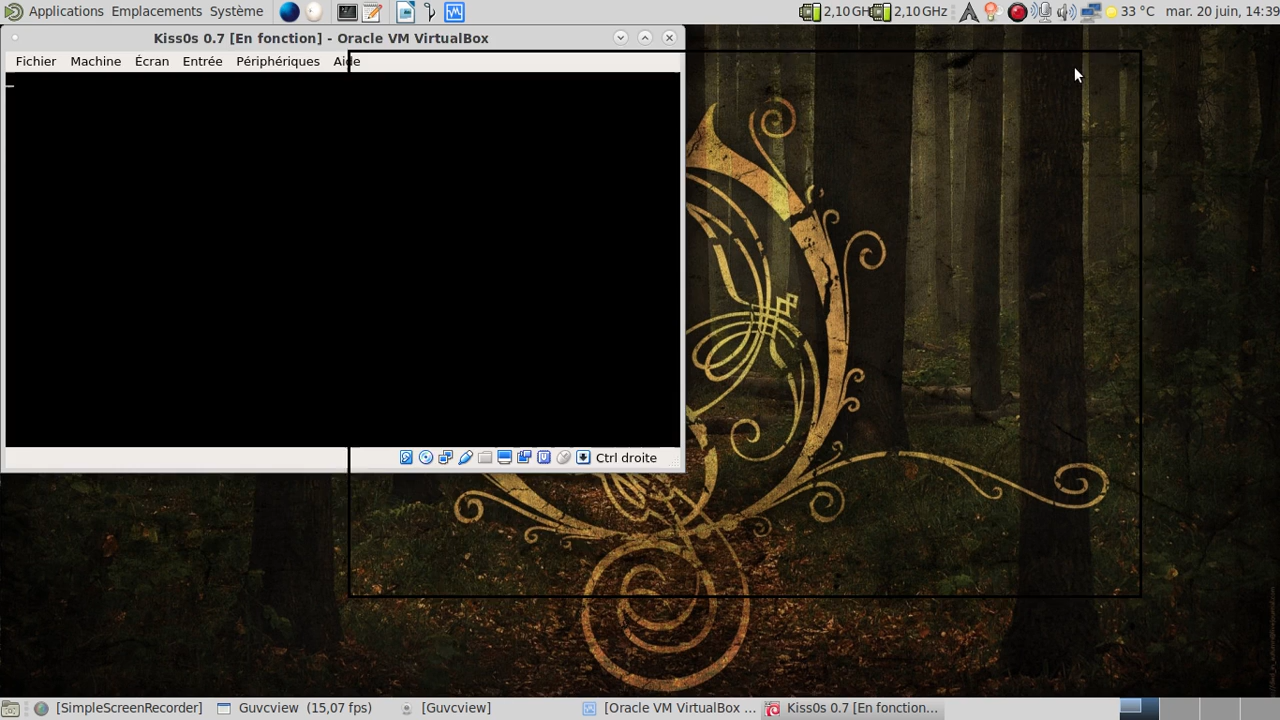 Applications Emplacements Système 2,10 GH 2,10 GHz 33 °C mar. 20 juin, 14:39
Kiss0s 0.7 [En fonction] - Oracle VM VirtualBox
Fichier Machine Écran Entrée Périphériques Aide
Ctrl droite
[SimpleScreenRecorder] Guvcview (15,07 fps) [Guvcview] [Oracle VM VirtualBox ... Kiss0s 0.7 [En fonction...